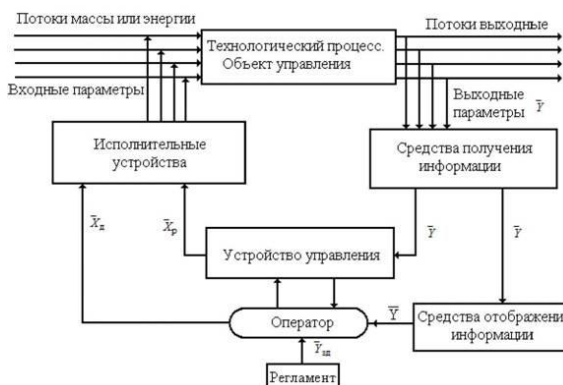 Потоки массы или энергии
Потоки выходные
Технологический процесс.
Объект управления
Входные параметры
Выходные
параметры Y̅
Исполнительные
устройства
Средства получения
информации
X̅д
X̅р
Y̅
Y̅
Устройство управления
Оператор
Y̅
Средства отображени
информации
Y̅зд
Регламент